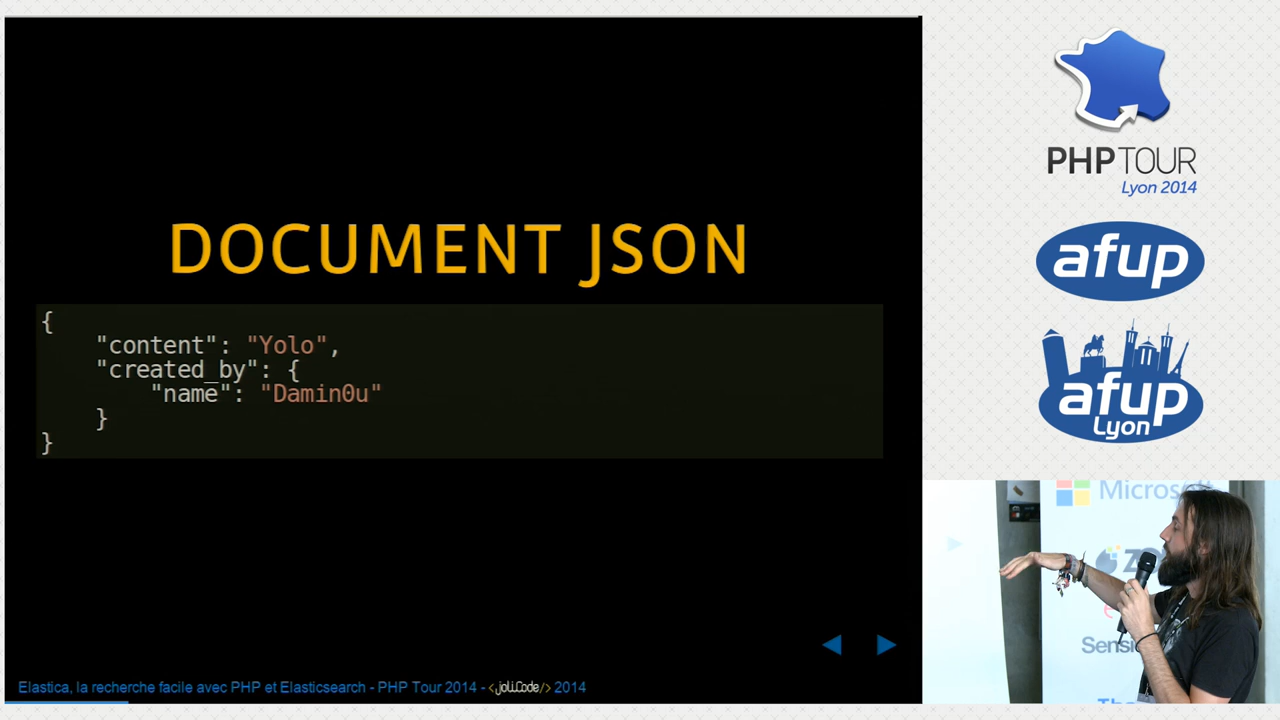 DOCUMENT JSON
{
"content": "Yolo",
"created_by": {
"name": "Damin0u"
}
}
Elastica, la recherche facile avec PHP et Elasticsearch - PHP Tour 2014 - <JoliCode/> 2014
PHPTOUR
Lyon 2014
afup
afup
Lyon
Microsoft